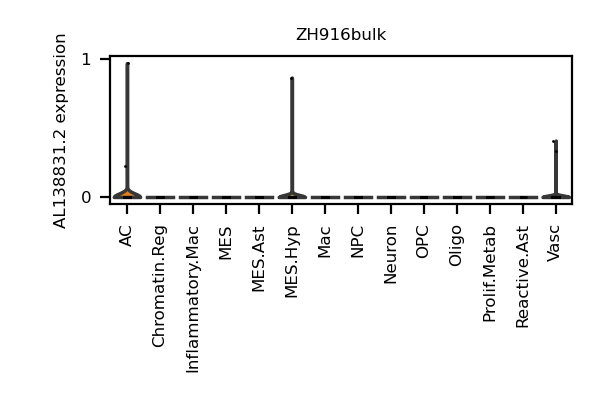 ZH916bulk
AL138831.2 expression
1
0
AC
Chromatin.Reg
Inflammatory.Mac
MES
MES.Ast
MES.Hyp
Mac
NPC
Neuron
OPC
Oligo
Prolif.Metab
Reactive.Ast
Vasc